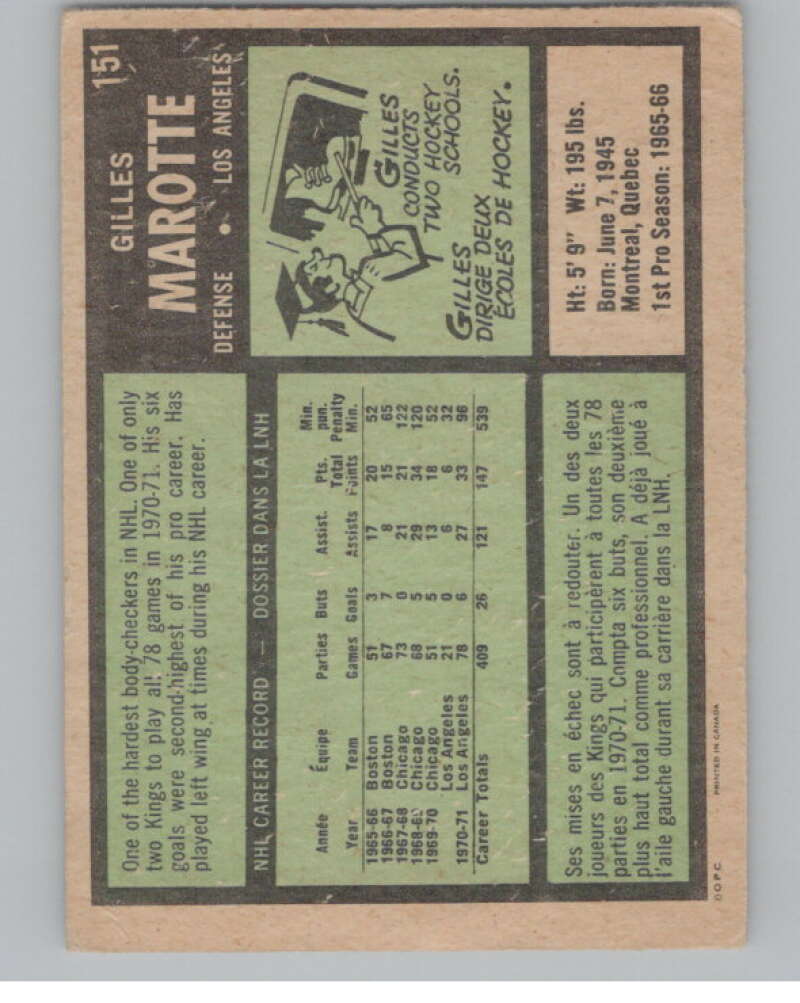 151
GILLES
MAROTTE
DEFENSE • LOS ANGELES
One of the hardest body-checkers in NHL. One of only
two Kings to play all 78 games in 1970-71. His six
goals were second-highest of his pro career. Has
played left wing at times during his NHL career.
GILLES
CONDUCTS
TWO HOCKEY
SCHOOLS.
GILLES
DIRIGE DEUX
ECOLES DE HOCKEY.
Ht: 5' 9" Wt: 195 lbs.
Born: June 7, 1945
Montreal, Quebec
1st Pro Season: 1965-66
NHL CAREER RECORD — DOSSIER DANS LA LNH
Année Équipe Parties Buts Assist. Pts. Min. pun.
Year Team Games Goals Assists Total Points Penalty Min.
1965-66 Boston 51 3 17 20 52
1966-67 Boston 67 7 8 15 65
1967-68 Chicago 73 0 21 21 122
1968-69 Chicago 68 5 29 34 120
1969-70 Chicago 51 5 13 18 52
Los Angeles 21 0 6 6 32
1970-71 Los Angeles 78 6 27 33 96
Career Totals 409 26 121 147 539
Ses mises en échec sont à redouter. Un des deux
joueurs des Kings qui participèrent à toutes les 78
parties en 1970-71. Compta six buts, son deuxième
plus haut total comme professionnel. A déjà joué à
l'aile gauche durant sa carrière dans la LNH.
©O.P.C. PRINTED IN CANADA